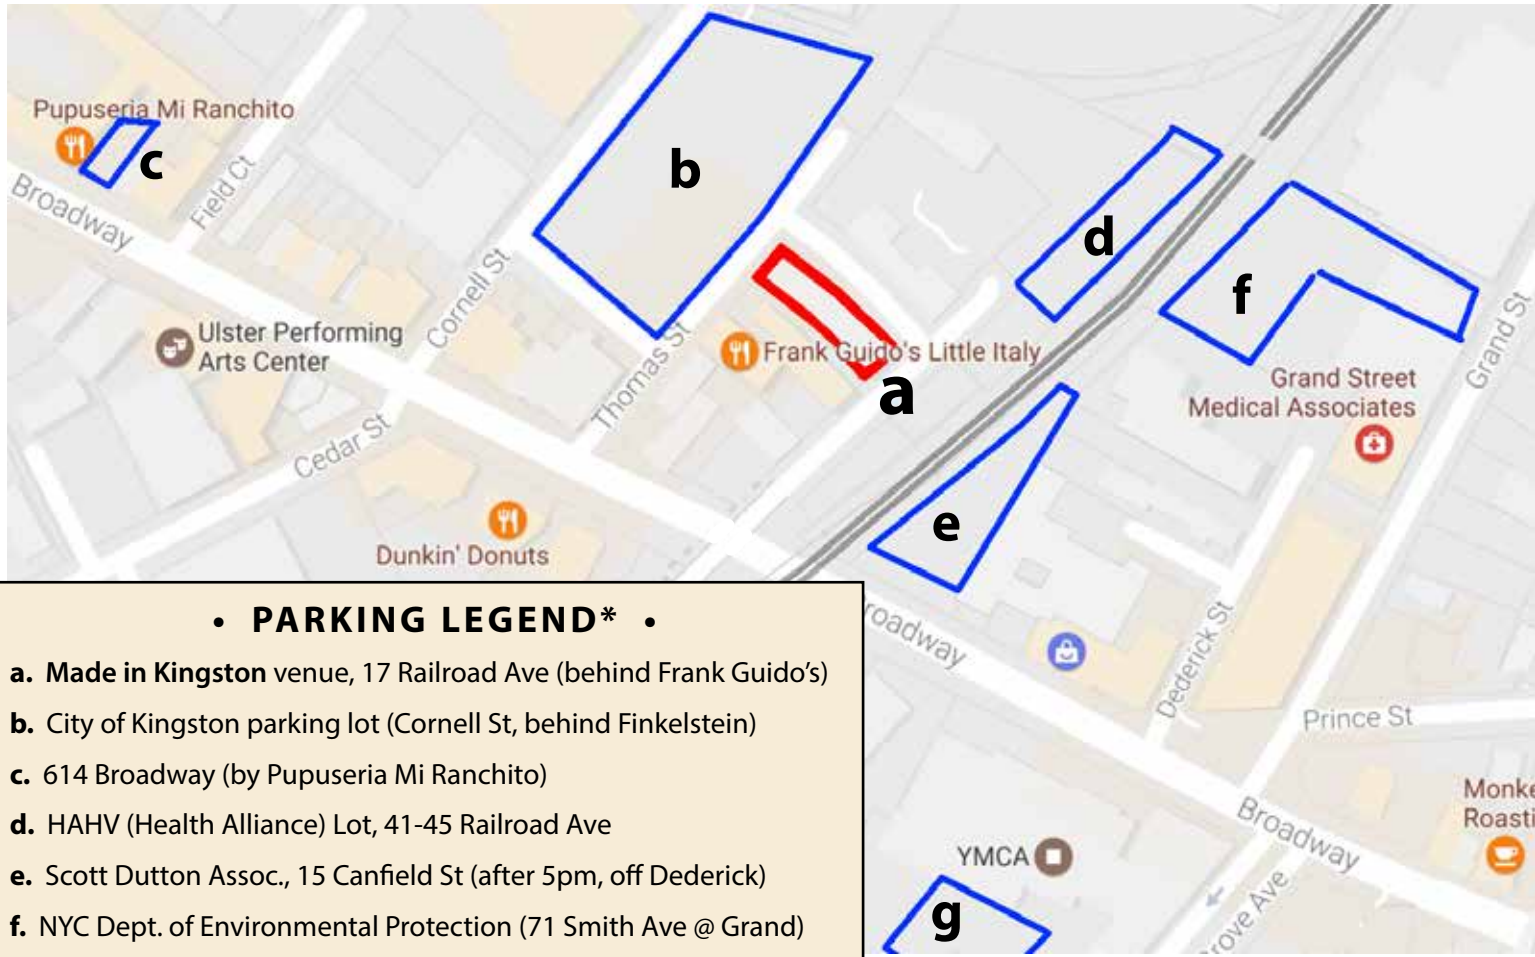 Pupuseria Mi Ranchito
c
Broadway
Field Ct
b
Cornell St
d
f
Grand St
Ulster Performing
Arts Center
Frank Guido's Little Italy
a
Thomas St
Cedar St
Grand Street
Medical Associates
Dunkin' Donuts
e
• PARKING LEGEND* •
a. Made in Kingston venue, 17 Railroad Ave (behind Frank Guido’s)
b. City of Kingston parking lot (Cornell St, behind Finkelstein)
c. 614 Broadway (by Pupuseria Mi Ranchito)
d. HAHV (Health Alliance) Lot, 41-45 Railroad Ave
e. Scott Dutton Assoc., 15 Canfield St (after 5pm, off Dederick)
f. NYC Dept. of Environmental Protection (71 Smith Ave @ Grand)
roadway
Dederick St
Prince St
Broadway
Monke
Roasti
YMCA
g
rove Ave